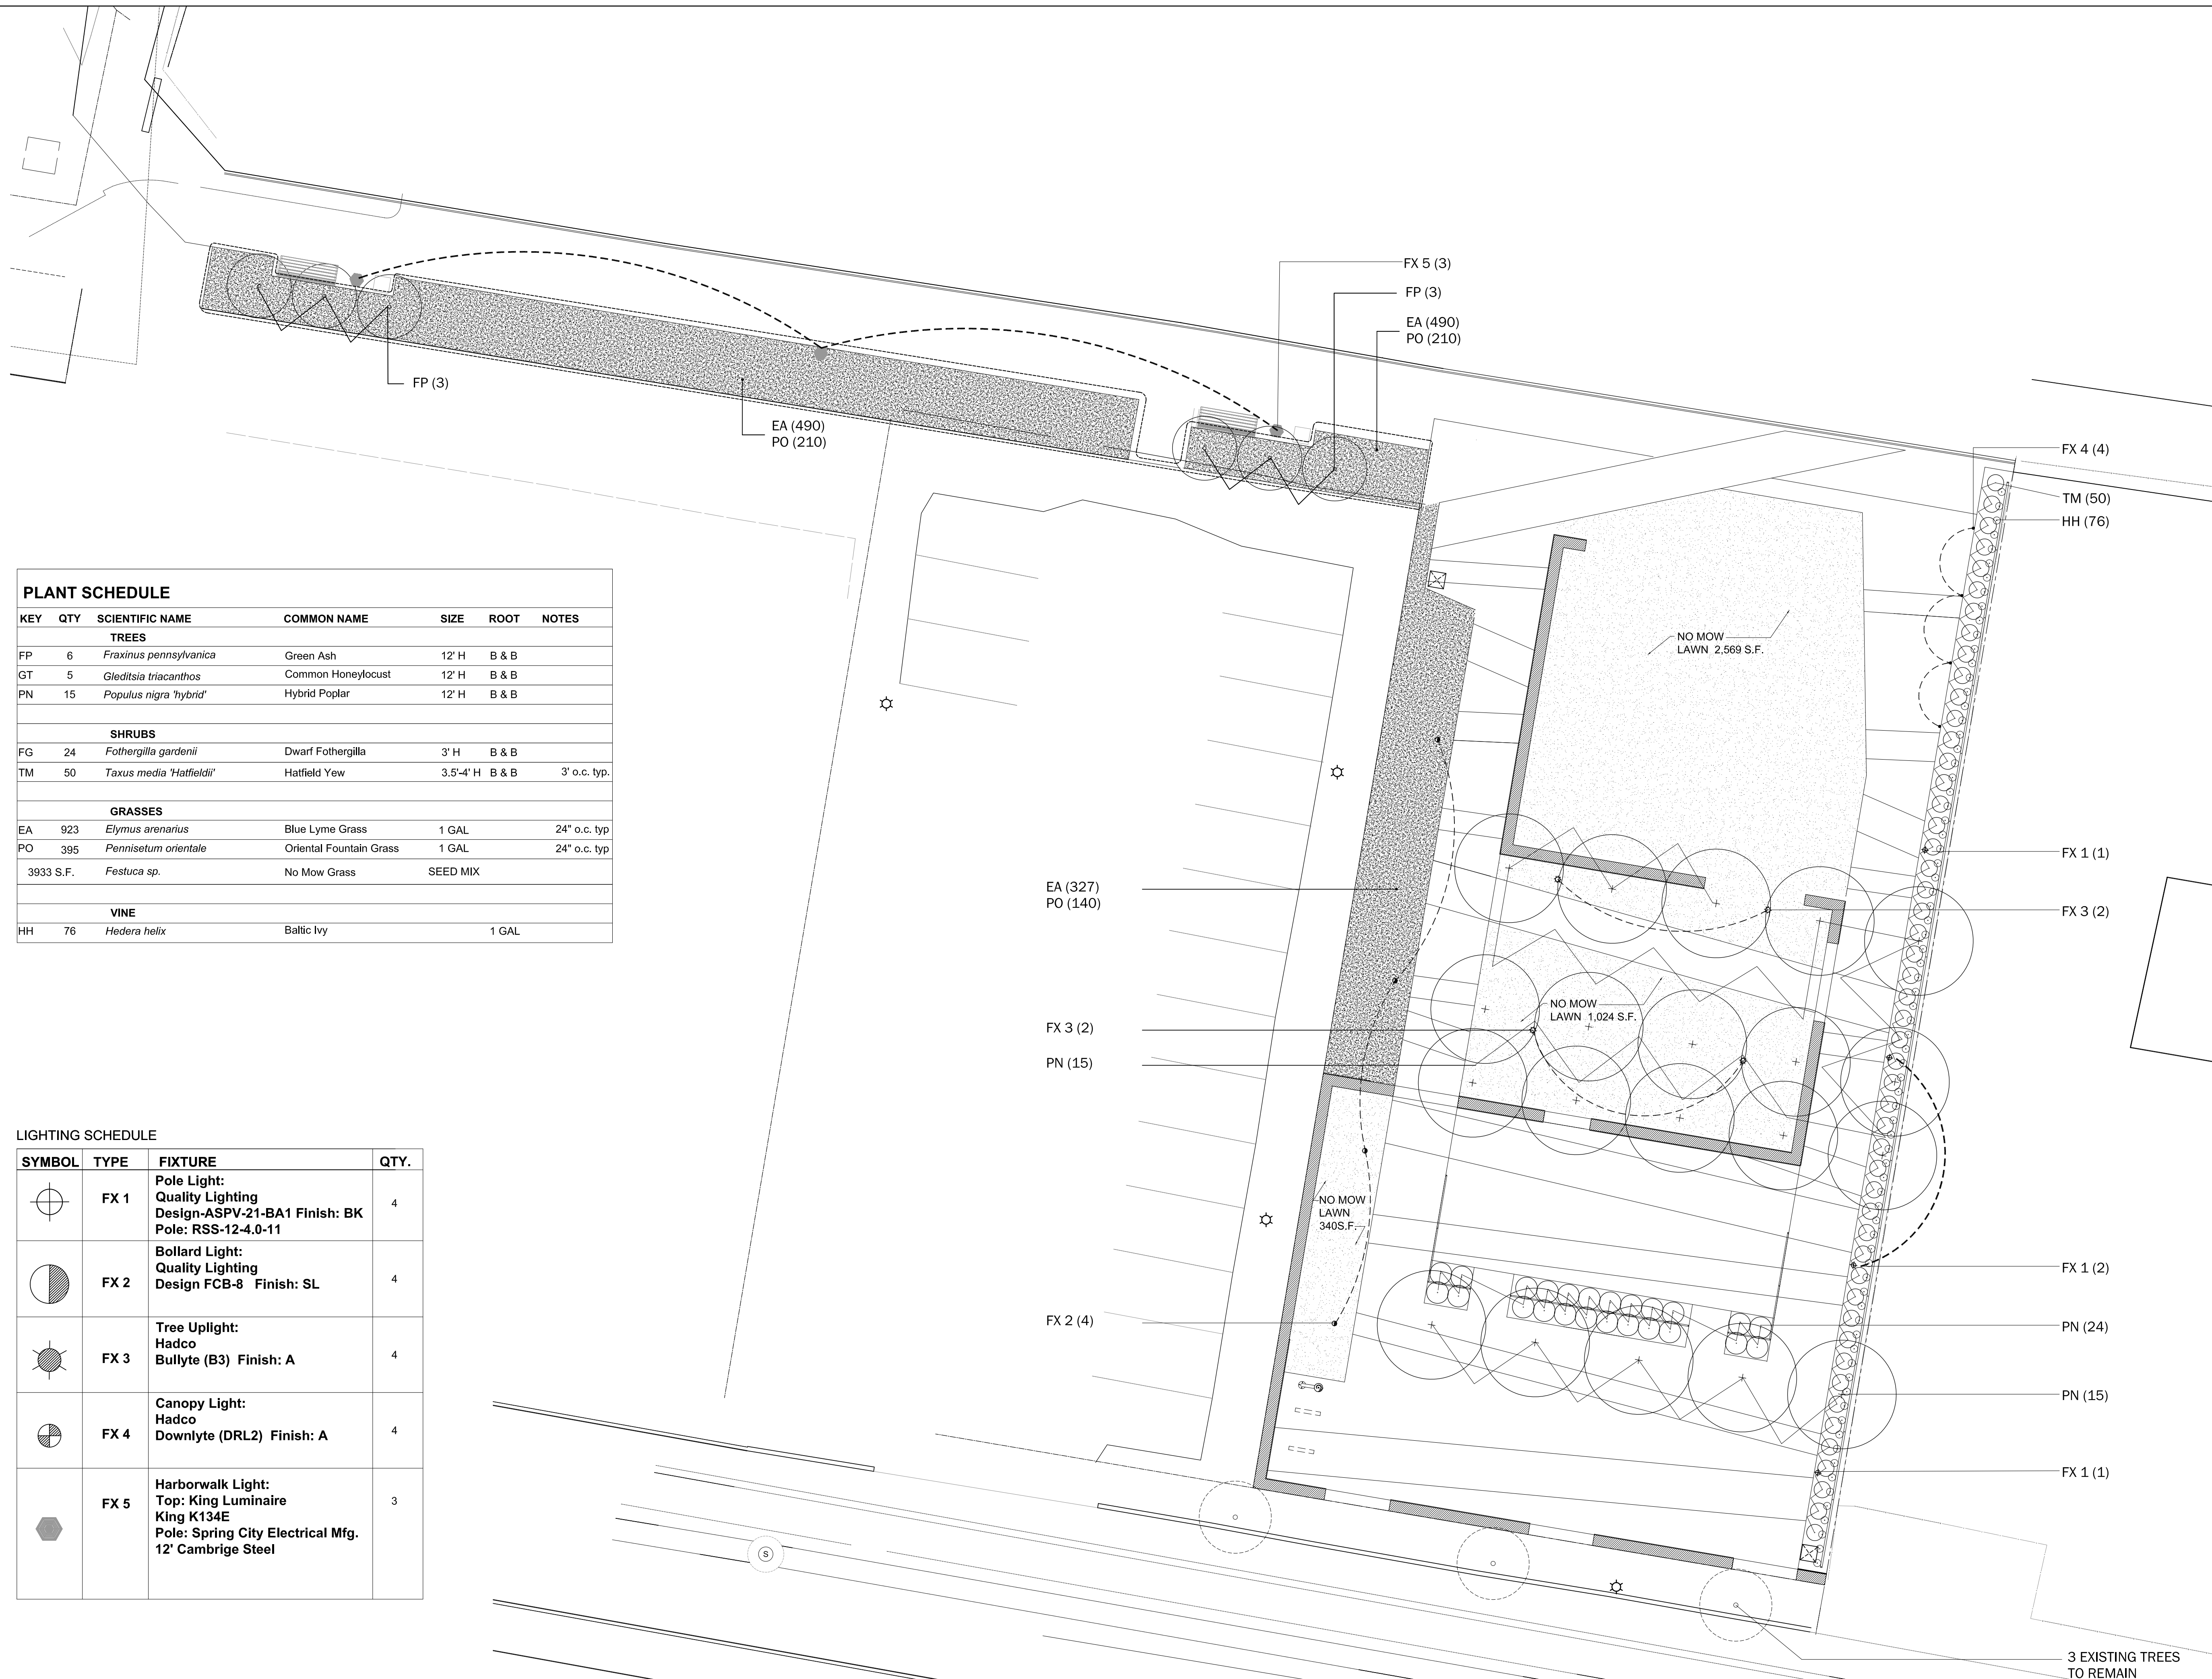 FX 5 (3)
FP (3)
EA (490)
PO (210)
FP (3)
EA (490)
PO (210)
FX 4 (4)
TM (50)
HH (76)
NO MOW
LAWN 2,569 S.F.
FX 1 (1)
EA (327)
PO (140)
FX 3 (2)
NO MOW
LAWN 1,024 S.F.
FX 3 (2)
PN (15)
NO MOW
LAWN
340S.F.
FX 1 (2)
FX 2 (4)
PN (24)
PN (15)
FX 1 (1)
S
3 EXISTING TREES
TO REMAIN
PLANT SCHEDULE
KEY QTY SCIENTIFIC NAME COMMON NAME SIZE ROOT NOTES
TREES
FP 6 Fraxinus pennsylvanica Green Ash 12' H B & B
GT 5 Gleditsia triacanthos Common Honeylocust 12' H B & B
PN 15 Populus nigra 'hybrid' Hybrid Poplar 12' H B & B
SHRUBS
FG 24 Fothergilla gardenii Dwarf Fothergilla 3' H B & B
TM 50 Taxus media 'Hatfieldii' Hatfield Yew 3.5'-4' H B & B 3' o.c. typ.
GRASSES
EA 923 Elymus arenarius Blue Lyme Grass 1 GAL 24" o.c. typ
PO 395 Pennisetum orientale Oriental Fountain Grass 1 GAL 24" o.c. typ
3933 S.F. Festuca sp. No Mow Grass SEED MIX
VINE
HH 76 Hedera helix Baltic Ivy 1 GAL
LIGHTING SCHEDULE
SYMBOL TYPE FIXTURE QTY.
FX 1 Pole Light: 4
Quality Lighting
Design-ASPV-21-BA1 Finish: BK
Pole: RSS-12-4.0-11
FX 2 Bollard Light: 4
Quality Lighting
Design FCB-8 Finish: SL
FX 3 Tree Uplight: 4
Hadco
Bullyte (B3) Finish: A
FX 4 Canopy Light: 4
Hadco
Downlyte (DRL2) Finish: A
FX 5 Harborwalk Light: 3
Top: King Luminaire
King K134E
Pole: Spring City Electrical Mfg.
12' Cambrige Steel